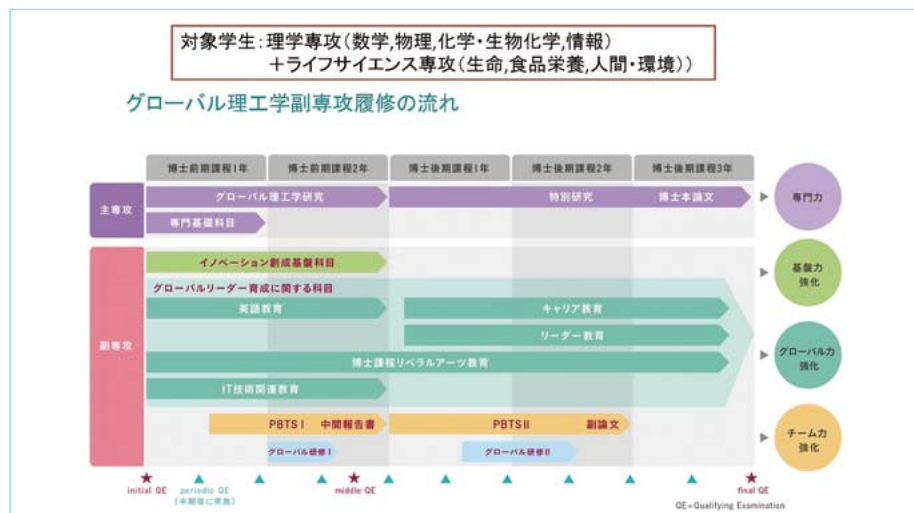 対象学生：理学専攻（数学,物理,化学・生物化学,情報）
＋ライフサイエンス専攻（生命,食品栄養,人間・環境））
グローバル理工学副専攻履修の流れ
博士前期課程1年
博士前期課程2年
博士後期課程1年
博士後期課程2年
博士後期課程3年
主専攻
グローバル理工学研究
特別研究
博士本論文
専門力
専門基礎科目
副専攻
イノベーション創成基盤科目
基盤力
強化
グローバルリーダー育成に関する科目
英語教育
キャリア教育
リーダー教育
グローバル力
強化
博士課程リベラルアーツ教育
IT技術関連教育
PBTSⅠ
中間報告書
PBTSⅡ
副論文
チーム力
強化
グローバル研修Ⅰ
グローバル研修Ⅱ
initial QE
periodic QE
（半期毎に実施）
middle QE
final QE
QE=Qualifying Examination